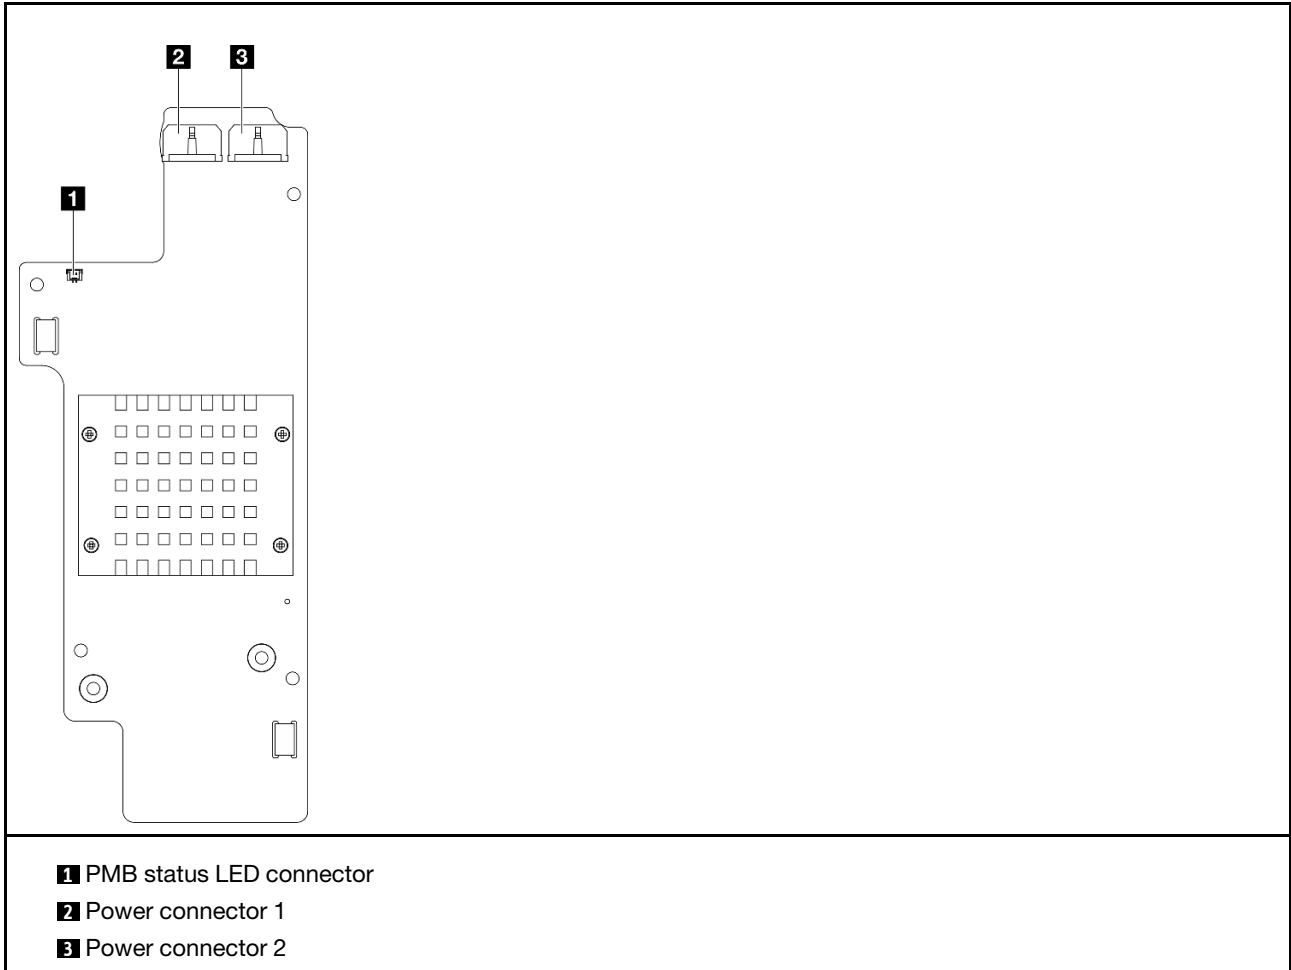 2 3
1
1 PMB status LED connector
2 Power connector 1
3 Power connector 2